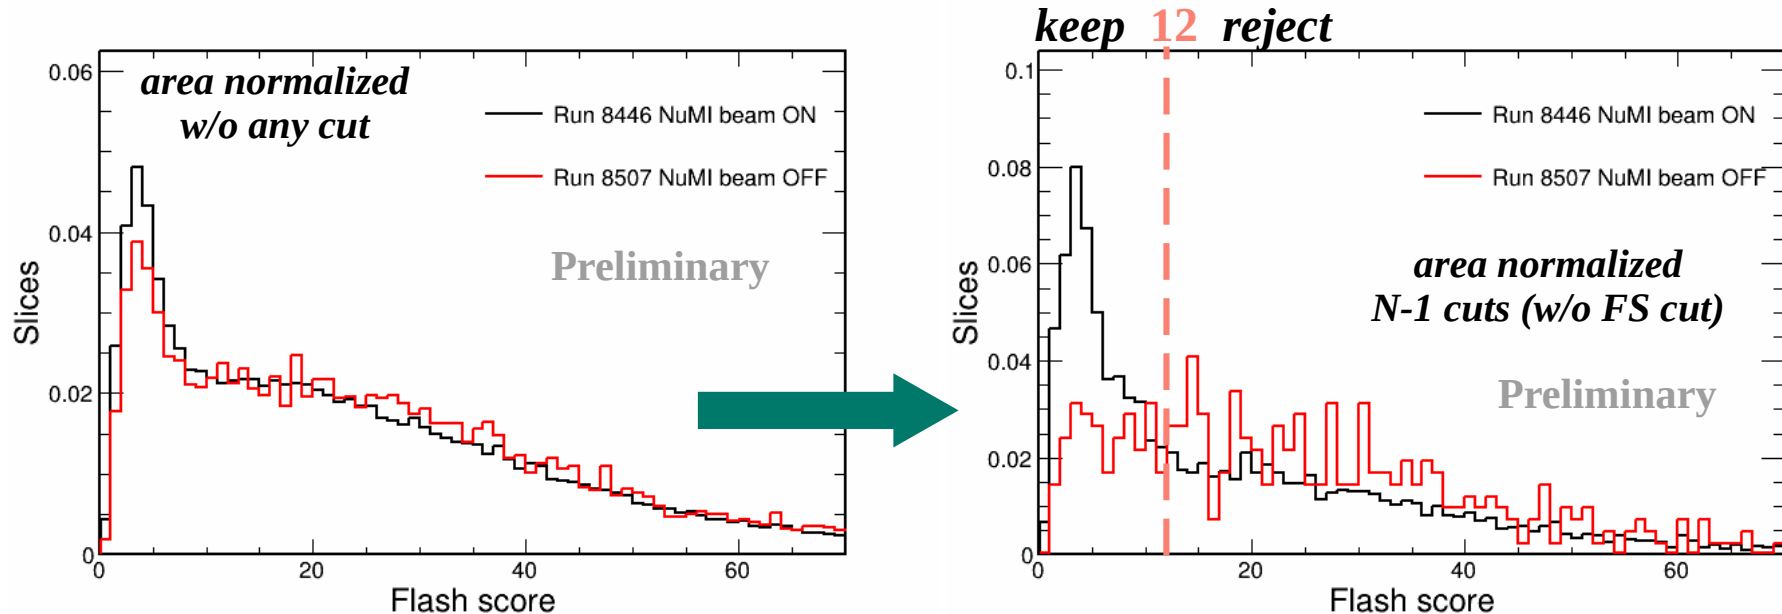 area normalized
w/o any cut
Run 8446 NuMI beam ON
Run 8507 NuMI beam OFF
Preliminary
Slices
0.06
0.04
0.02
0
0
20
40
60
Flash score
keep 12 reject
Run 8446 NuMI beam ON
Run 8507 NuMI beam OFF
area normalized
N-1 cuts (w/o FS cut)
Preliminary
Slices
0.1
0.08
0.06
0.04
0.02
0
0
20
40
60
Flash score